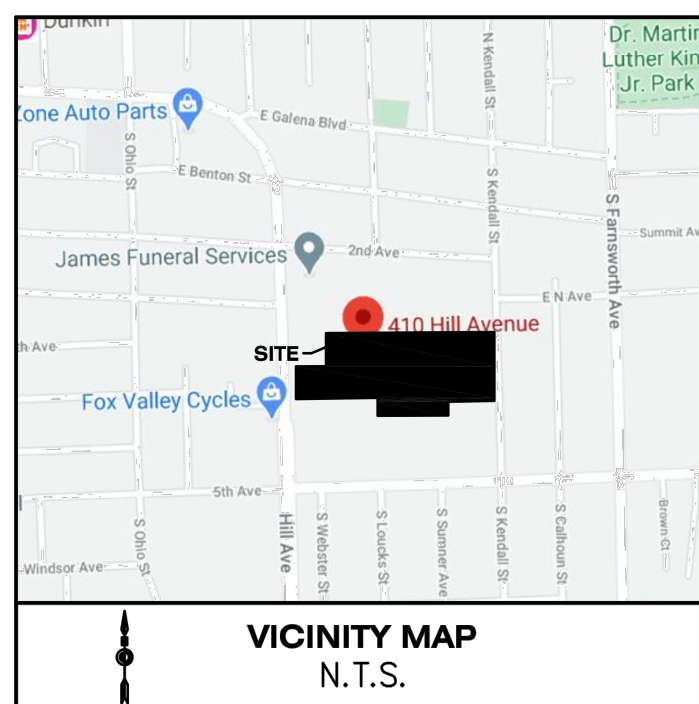 Dunkin
Dr. Martin
Luther Kin
Jr. Park
N Kendall St
Zone Auto Parts
E Galena Blvd
S Ohio St
E Benton St
S Kendall St
S Farnsworth Ave
Summit Av
James Funeral Services
2nd Ave
E N Ave
410 Hill Avenue
h Ave
SITE
Fox Valley Cycles
5th Ave
S Ohio St
Hill Ave
S Webster St
S Loucks St
S Sumner Ave
S Kendall St
S Calhoun St
Brown Ct
Windsor Ave
VICINITY MAP
N.T.S.